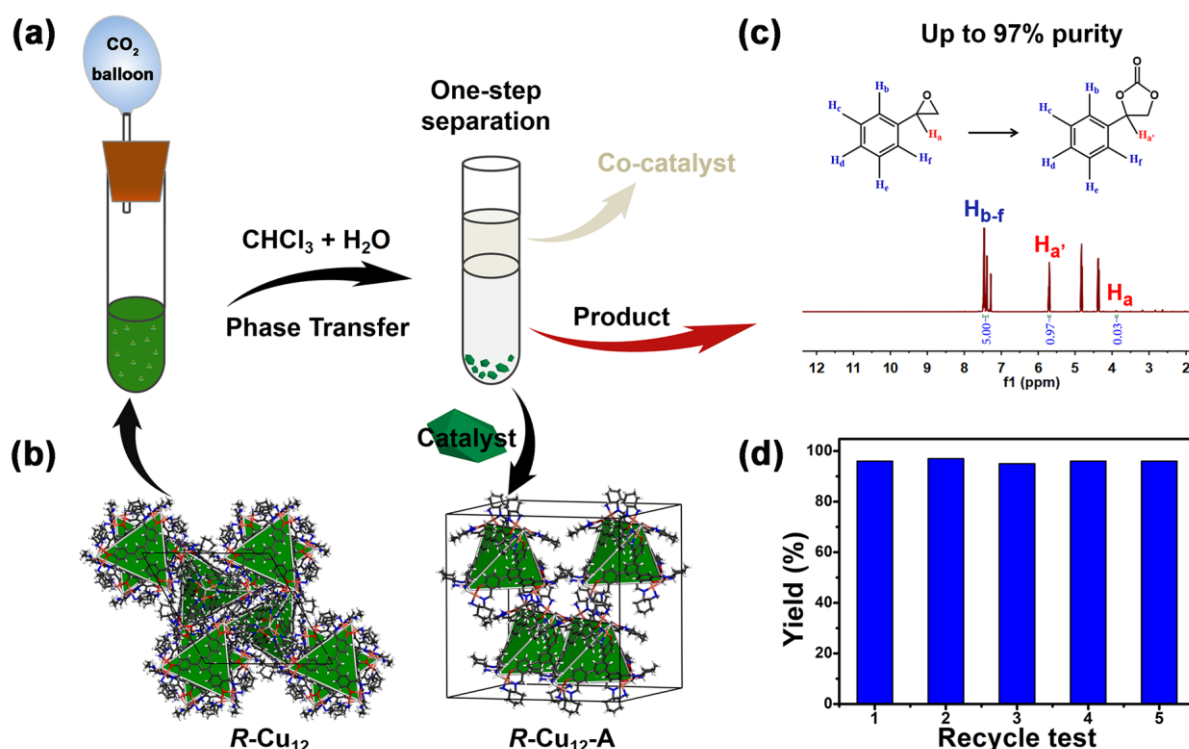 (a)
CO₂
balloon
CHCl₃ + H₂O
Phase Transfer
One-step
separation
Co-catalyst
Product
Catalyst
(b)
R-Cu₁₂
R-Cu₁₂-A
(c)
Up to 97% purity
Hb
Hc
O
Ha
Hd
Hf
He
O
Hb
O
O
Hc
Ha'
Hd
Hf
He
Hb-f
Ha'
Ha
5.00
0.97
0.03
12 11 10 9 8 7 6 5 4 3 2
f1 (ppm)
(d)
Yield (%)
100
80
60
40
20
0
1 2 3 4 5
Recycle test